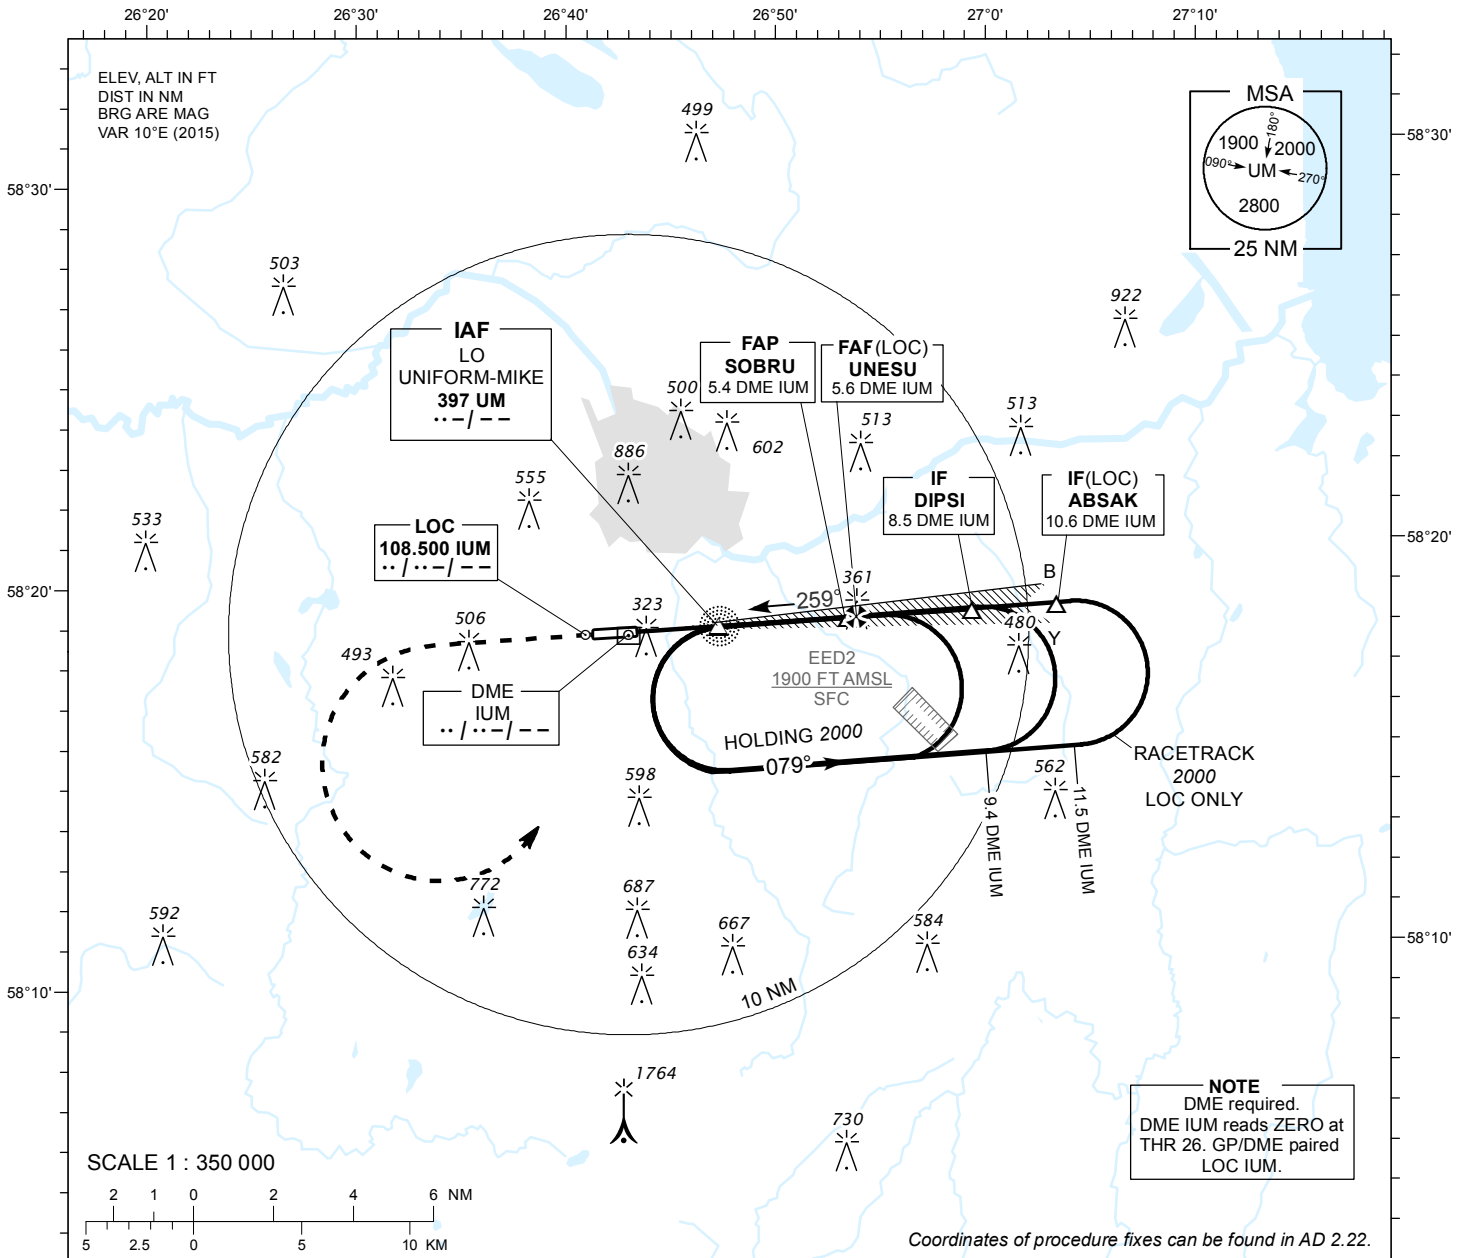 26°20' 26°30' 26°40' 26°50' 27°0' 27°10'
ELEV, ALT IN FT
DIST IN NM
BRG ARE MAG
VAR 10°E (2015)
499
MSA
180°
1900
2000
090°
UM
270°
2800
25 NM
58°30'
58°30'
503
922
IAF
LO
UNIFORM-MIKE
397 UM
··–/––
FAP
SOBRU
5.4 DME IUM
FAF(LOC)
UNESU
5.6 DME IUM
500
602
513
513
886
555
IF
DIPSI
8.5 DME IUM
IF(LOC)
ABSAK
10.6 DME IUM
533
LOC
108.500 IUM
··/··–/––
58°20'
58°20'
361
B
259°
323
506
480
Y
493
EED2
1900 FT AMSL
SFC
DME
IUM
··/··–/––
HOLDING 2000
079°
RACETRACK
2000
LOC ONLY
582
598
562
9.4 DME IUM
11.5 DME IUM
772
687
592
667
584
634
58°10'
58°10'
10 NM
1764
730
NOTE
DME required.
DME IUM reads ZERO at
THR 26. GP/DME paired
LOC IUM.
SCALE 1 : 350 000
2 1 0 2 4 6 NM
5 2.5 0 5 10 KM
Coordinates of procedure fixes can be found in AD 2.22.